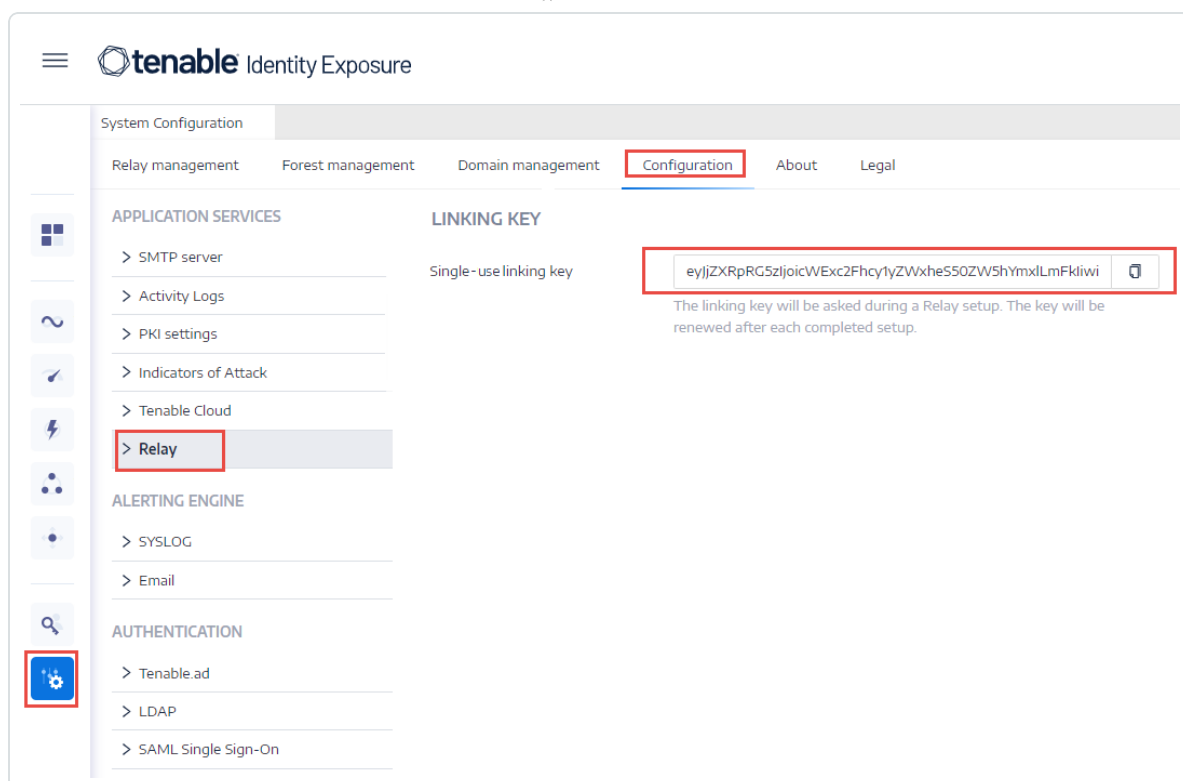 tenable Identity Exposure
System Configuration
Relay management Forest management Domain management Configuration About Legal
APPLICATION SERVICES
SMTP server
Activity Logs
PKI settings
Indicators of Attack
Tenable Cloud
Relay
ALERTING ENGINE
SYSLOG
Email
AUTHENTICATION
Tenable.ad
LDAP
SAML Single Sign-On
LINKING KEY
Single-use linking key
eyJjZXRpRG5zIjoicWExc2Fhcy1yZWxheS50ZW5hYmxlLmFkIiwi
The linking key will be asked during a Relay setup. The key will be
renewed after each completed setup.